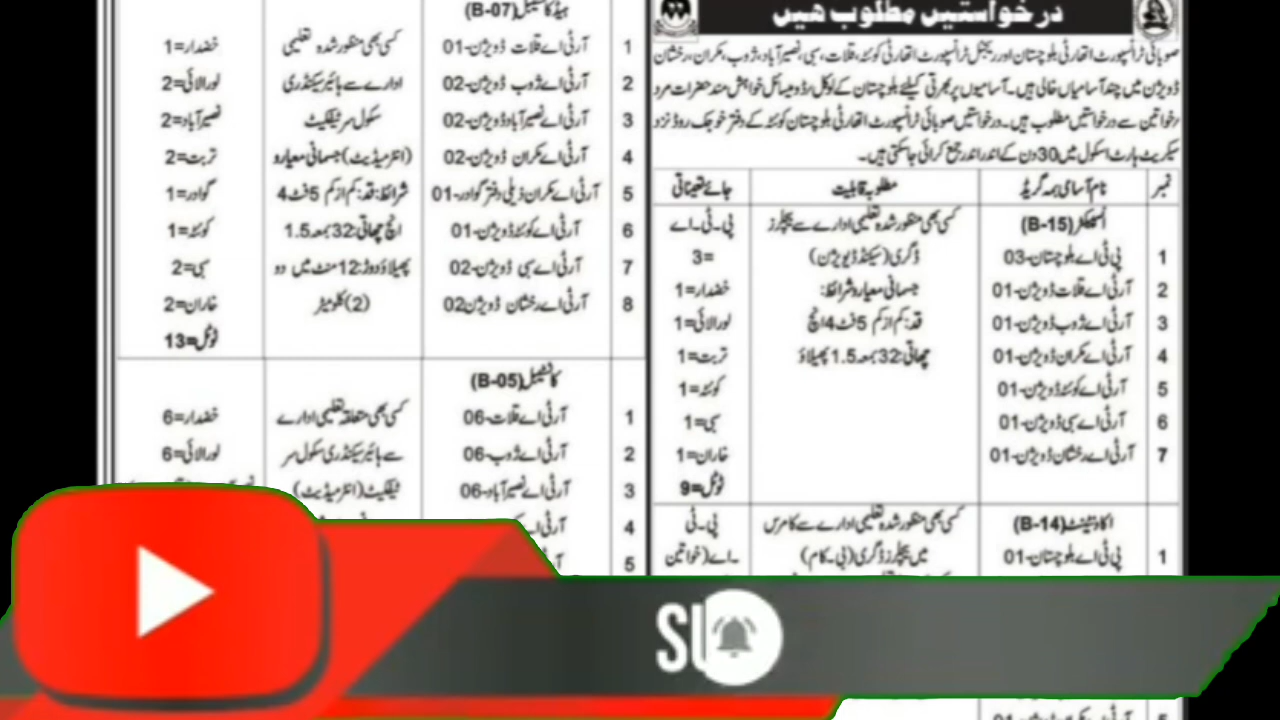 درخواستیں مطلوب ھیں
صوبائی ٹرانسپورٹ اتھارٹی بلوچستان اور ریجنل ٹرانسپورٹ اتھارٹی کوئٹہ، قلات، سبی، نصیرآباد، ژوب، مکران، رخشان
ڈویژن میں چند آسامیاں خالی ہیں۔ آسامیوں پر بھرتی کیلئے بلوچستان کے لوکل/ڈومیسائل خواہش مند حضرات مرد
/خواتین سے درخواستیں مطلوب ہیں۔ درخواستیں صوبائی ٹرانسپورٹ اتھارٹی بلوچستان کوئٹہ کے دفتر خوجک روڈ نزد
سیکریٹ ہارٹ اسکول میں 30 دن کے اندر اندر جمع کرائی جاسکتی ہیں۔
نمبر نام آسامی بمعہ گریڈ مطلوبہ قابلیت جائے تعیناتی
انسپکٹر (B-15) کسی بھی منظور شدہ تعلیمی ادارے سے بیچلرز پی۔ٹی۔اے
1 پی ٹی اے بلوچستان-03 ڈگری (سیکنڈ ڈیویژن) =3
2 آر ٹی اے قلات ڈویژن-01 جسمانی معیار و شرائط: خضدار=1
3 آر ٹی اے ژوب ڈویژن-01 قد: کم از کم 5 فٹ 4 انچ لورالائی=1
4 آر ٹی اے مکران ڈویژن-01 چھاتی: 32 بمعہ 1.5 پھیلاؤ تربت=1
5 آر ٹی اے کوئٹہ ڈویژن-01 کوئٹہ=1
6 آر ٹی اے سبی ڈویژن-01 سبی=1
7 آر ٹی اے رخشان ڈویژن-01 خاران=1
ٹوٹل=9
اکاؤنٹینٹ (B-14) کسی بھی منظور شدہ تعلیمی ادارے سے کامرس پی۔ٹی
1 پی ٹی اے بلوچستان-01 میں بیچلرز ڈگری (بی۔کام) ۔اے (خواتین
ہیڈ کانسٹیبل (B-07)
1 آر ٹی اے قلات ڈویژن-01 کسی بھی منظور شدہ تعلیمی خضدار=1
2 آر ٹی اے ژوب ڈویژن-02 ادارے سے ہائیر سیکنڈری لورالائی=2
3 آر ٹی اے نصیرآباد ڈویژن-02 سکول سرٹیفکیٹ نصیرآباد=2
4 آر ٹی اے مکران ڈویژن-02 (انٹرمیڈیٹ) جسمانی معیار و تربت=2
5 آر ٹی اے مکران ذیلی دفتر گوادر-01 شرائط: قد: کم از کم 5 فٹ 4 گوادر=1
6 آر ٹی اے کوئٹہ ڈویژن-01 انچ چھاتی: 32 بمعہ 1.5 کوئٹہ=1
7 آر ٹی اے سبی ڈویژن-02 پھیلاؤ دوڑ: 12 منٹ میں دو سبی=2
8 آر ٹی اے رخشان ڈویژن 02 (2) کلومیٹر خاران=2
ٹوٹل=13
کانسٹیبل (B-05)
1 آر ٹی اے قلات-06 کسی بھی متعلقہ تعلیمی ادارے خضدار=6
2 آر ٹی اے ژوب-06 سے ہائیر سیکنڈری سکول سر لورالائی=6
3 آر ٹی اے نصیرآباد-06 ٹیفکیٹ (انٹرمیڈیٹ)
4
5
SU